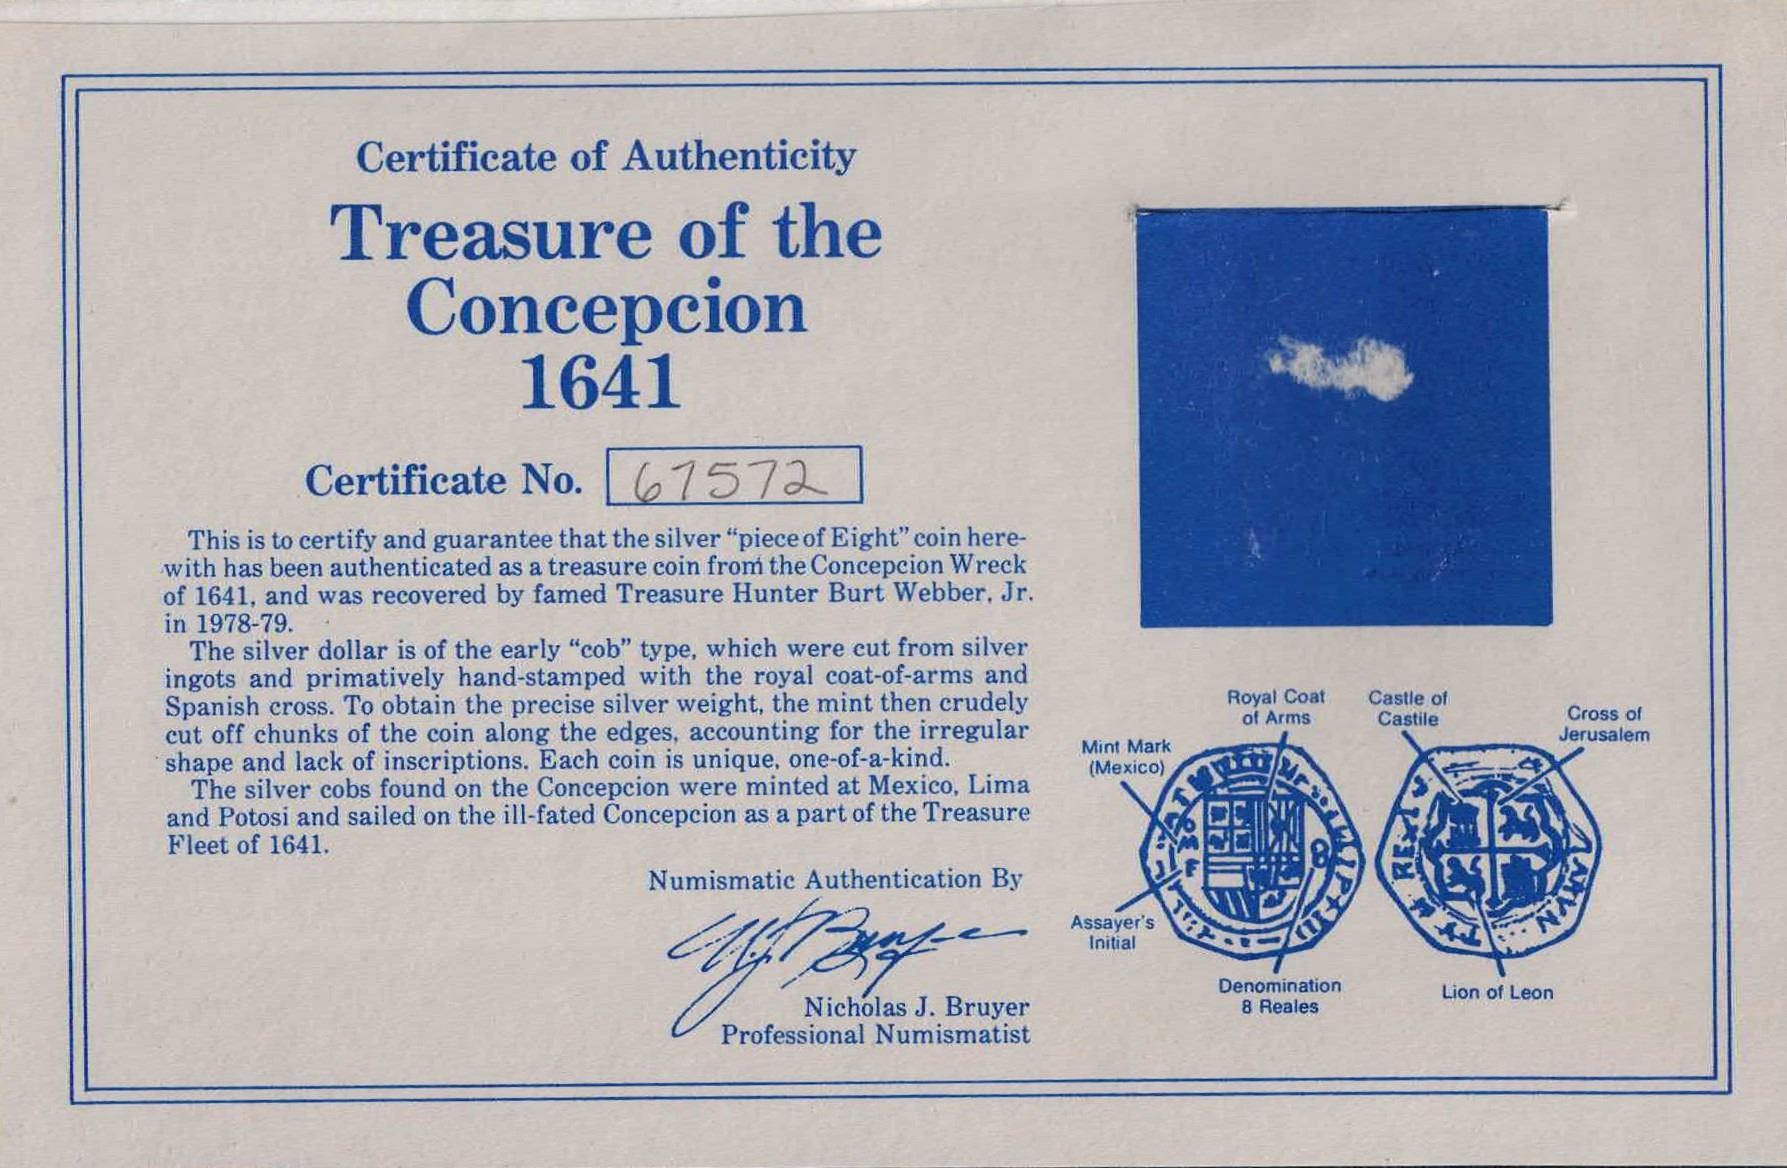 Certificate of Authenticity
Treasure of the
Concepcion
1641
Certificate No. 67572
This is to certify and guarantee that the silver “piece of Eight” coin here-
with has been authenticated as a treasure coin from the Concepcion Wreck
of 1641, and was recovered by famed Treasure Hunter Burt Webber, Jr.
in 1978-79.
The silver dollar is of the early “cob” type, which were cut from silver
ingots and primatively hand-stamped with the royal coat-of-arms and
Spanish cross. To obtain the precise silver weight, the mint then crudely
cut off chunks of the coin along the edges, accounting for the irregular
shape and lack of inscriptions. Each coin is unique, one-of-a-kind.
The silver cobs found on the Concepcion were minted at Mexico, Lima
and Potosi and sailed on the ill-fated Concepcion as a part of the Treasure
Fleet of 1641.
Numismatic Authentication By
Nicholas J. Bruyer
Professional Numismatist
Royal Coat
of Arms
Castle of
Castile
Cross of
Jerusalem
Mint Mark
(Mexico)
Assayer's
Initial
Denomination
8 Reales
Lion of Leon